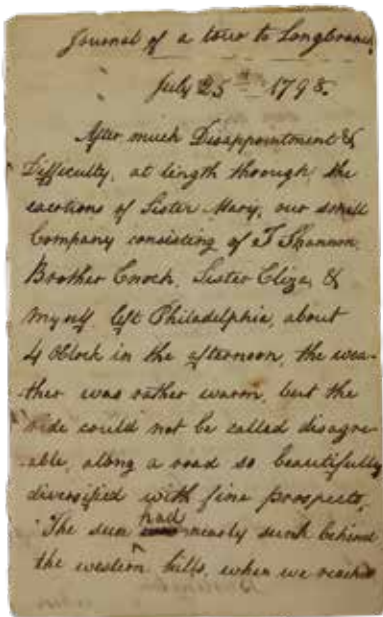 Journal of a tour to Longbranch
July 25th 1798.
After much Disappointment &
Difficulty, at length through the
exertions of Sister Mary, our small
Company consisting of T Shannon,
Brother Enoch, Sister Eliza, &
myself left Philadelphia, about
4 OClock in the afternoon, the wea-
ther was rather warm, but the
ride could not be called disagre-
able, along a road so beautifully
diversified with fine prospects,
had
The sun nearly sunk behind
the western hills, when we reached